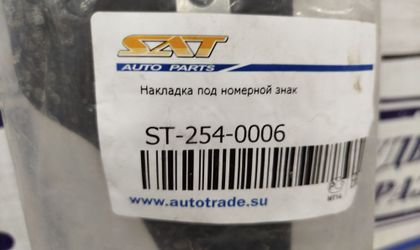 SAT
AUTO PARTS
Накладка под номерной знак
ST-254-0006
www.autotrade.su